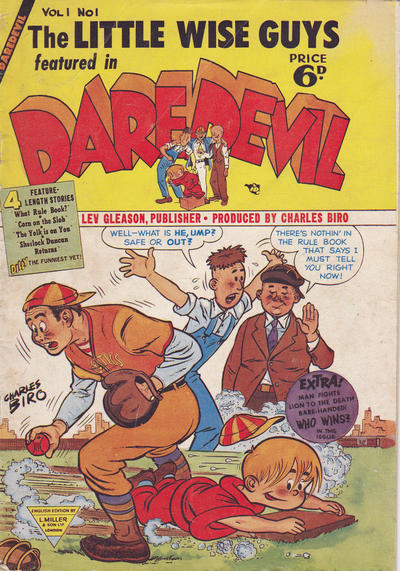 DAREDEVIL
VOL. 1 No 1
The LITTLE WISE GUYS
featured in
PRICE
6D.
DAREDEVIL
4
FEATURE-
LENGTH STORIES
What Rule Book?'
'Corn on the Slob'
'The Yolk is on You'
Sherlock Duncan
Returns'
THE FUNNIEST YET!
LEV GLEASON, PUBLISHER • PRODUCED BY CHARLES BIRO
WELL-WHAT IS HE, UMP?
SAFE OR OUT?
THERE'S NOTHIN' IN
THE RULE BOOK
THAT SAYS I
MUST TELL
YOU RIGHT
NOW!
CHARLES
BIRO
EXTRA!
MAN FIGHTS
LION TO THE DEATH
BARE-HANDED!
WHO WINS?
IN THIS
ISSUE
ENGLISH EDITION BY
L. MILLER
& SON LTD
LONDON